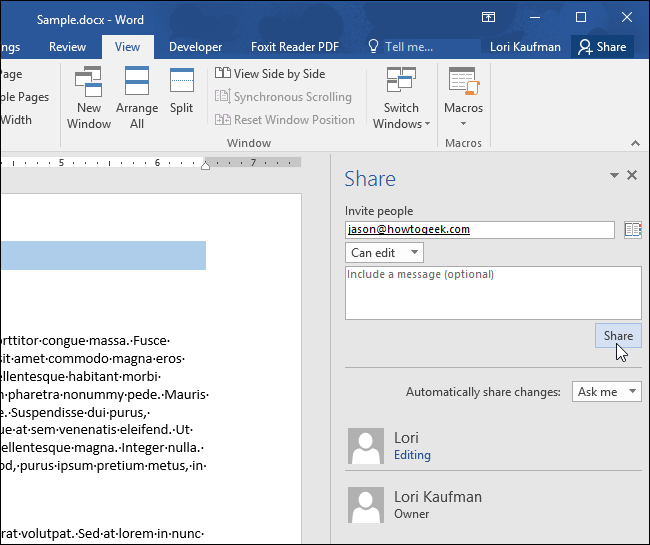 Sample.docx - Word
ngs Review View Developer Foxit Reader PDF Tell me... Lori Kaufman Share
Page
ple Pages
Width
New Window
Arrange All
Split
View Side by Side
Synchronous Scrolling
Reset Window Position
Switch Windows
Macros
Window
Macros
5 6 7
Share
Invite people
jason@howtogeek.com
Can edit
Include a message (optional)
Share
Automatically share changes: Ask me
Lori
Editing
Lori Kaufman
Owner
orttitor·congue·massa.·Fusce·
sit·amet·commodo·magna·eros·
ellentesque·habitant·morbi·
n·pharetra·nonummy·pede.·Mauris·
e.·Suspendisse·dui·purus,·
ue·at·sem·venenatis·eleifend.·Ut·
ellentesque·magna.·Integer·nulla.·
od,·purus·ipsum·pretium·metus,·in·
rat·volutpat.·Sed·at·lorem·in·nunc·